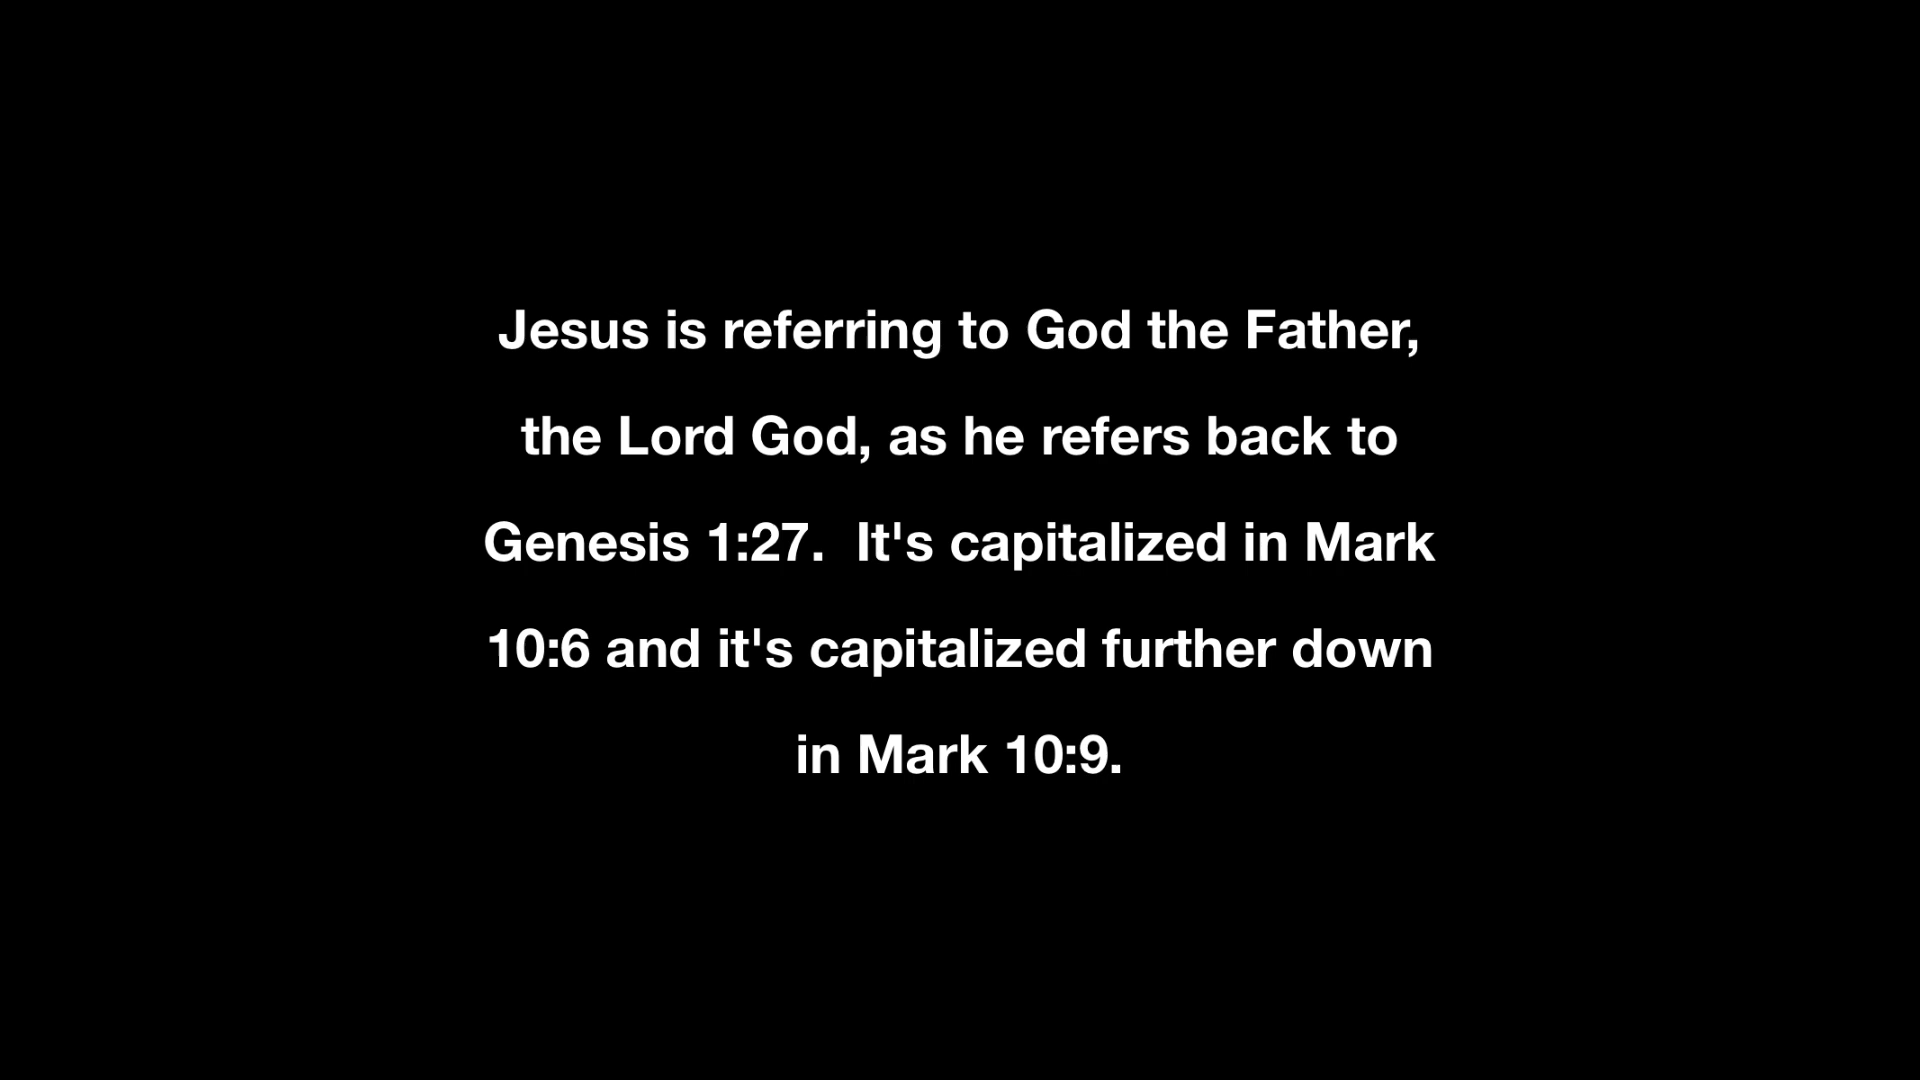 Jesus is referring to God the Father,
the Lord God, as he refers back to
Genesis 1:27.  It's capitalized in Mark
10:6 and it's capitalized further down
in Mark 10:9.